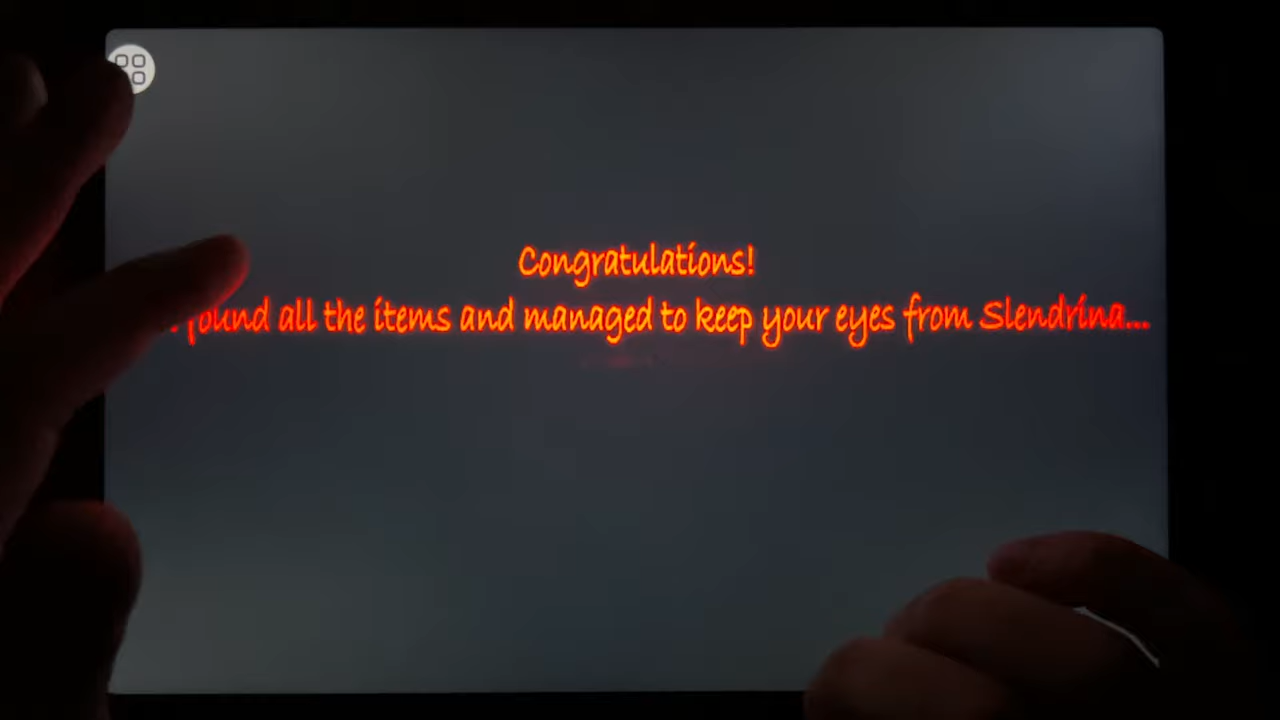 Congratulations!
found all the items and managed to keep your eyes from Slendrina...